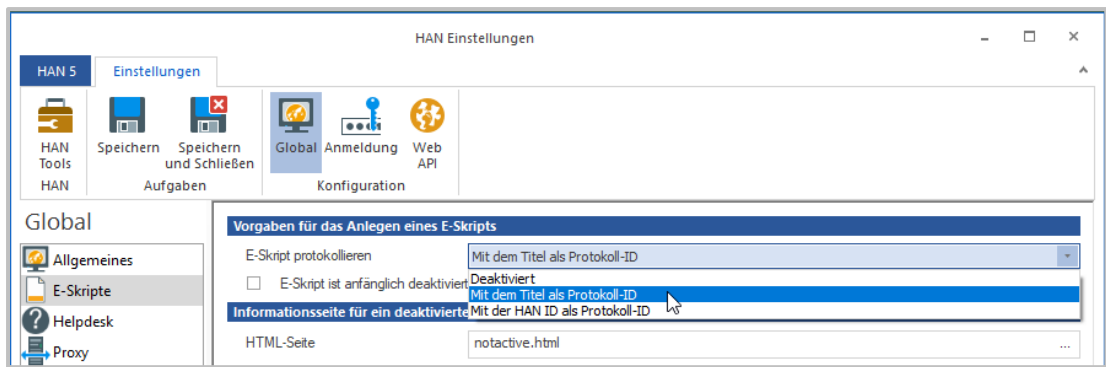 HAN Einstellungen
HAN 5 Einstellungen
HAN Tools
Speichern
Speichern und Schließen
Global
Anmeldung
Web API
HAN Aufgaben Konfiguration
Global
Allgemeines
E-Skripte
Helpdesk
Proxy
Vorgaben für das Anlegen eines E-Skripts
E-Skript protokollieren Mit dem Titel als Protokoll-ID
Deaktiviert
Mit dem Titel als Protokoll-ID
Mit der HAN ID als Protokoll-ID
E-Skript ist anfänglich deaktiviert
Informationsseite für ein deaktivierte
HTML-Seite notactive.html ...